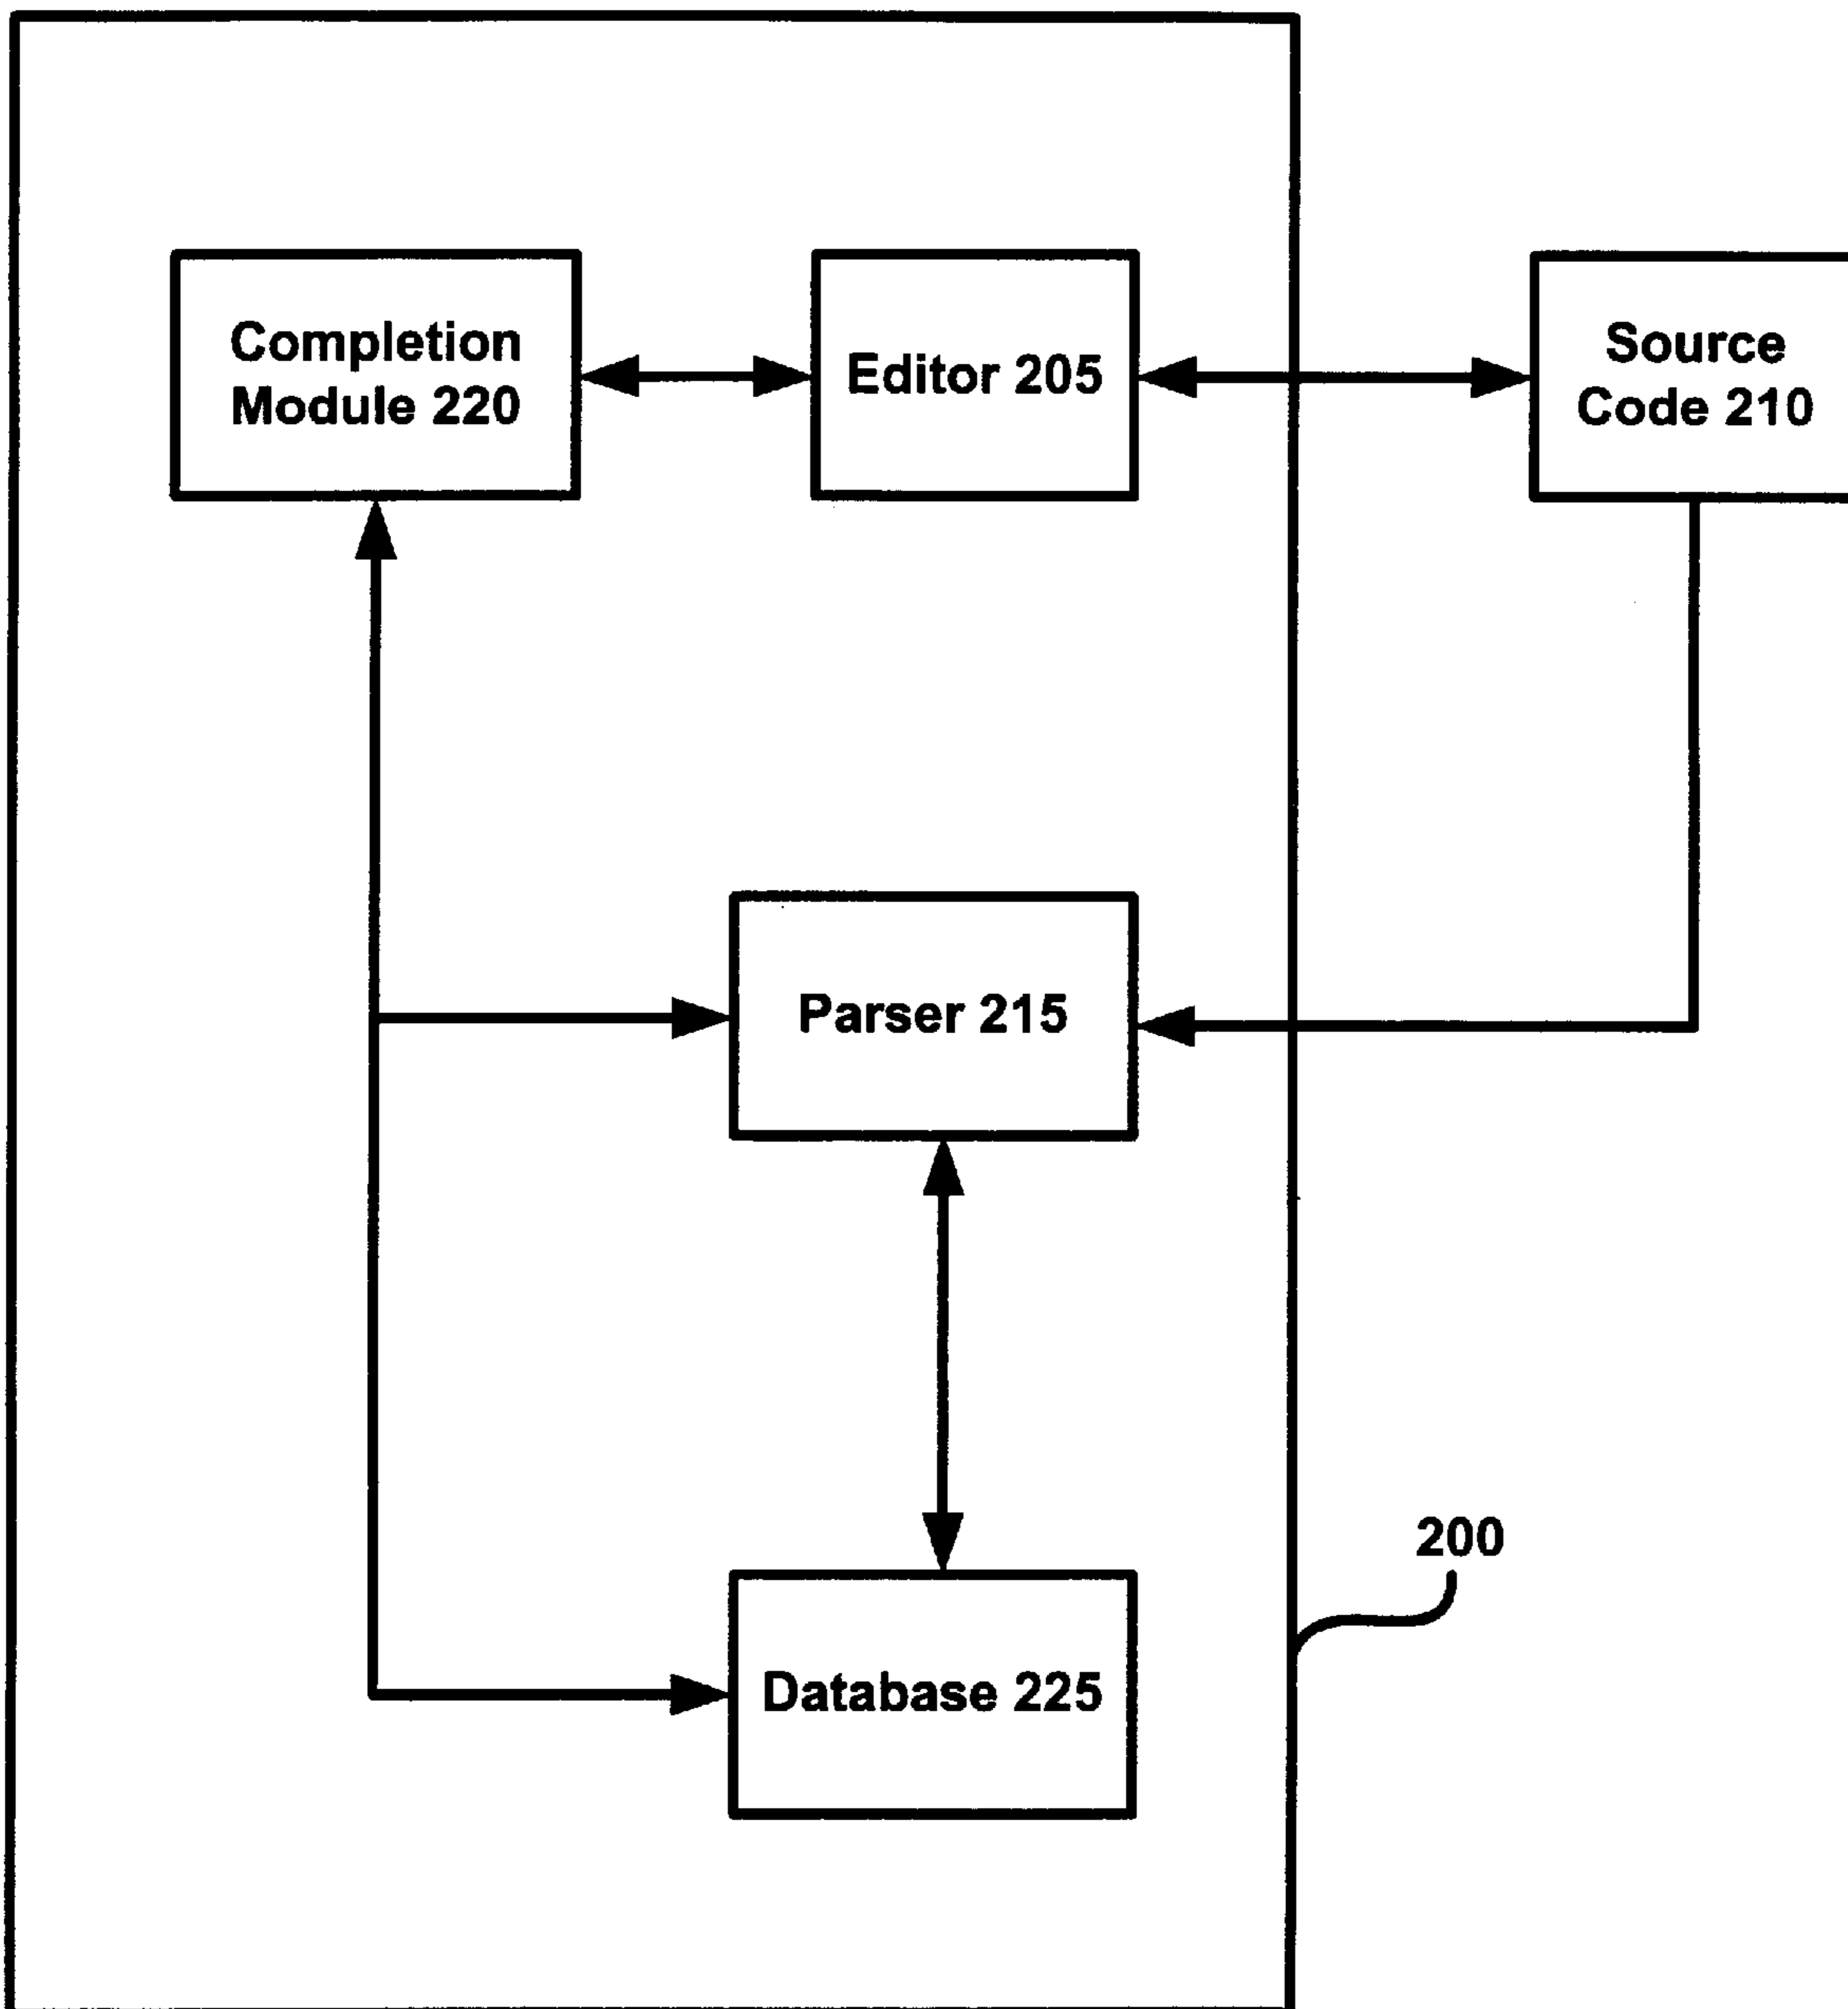 Completion
Module 220
Editor 205
Source
Code 210
Parser 215
200
Database 225